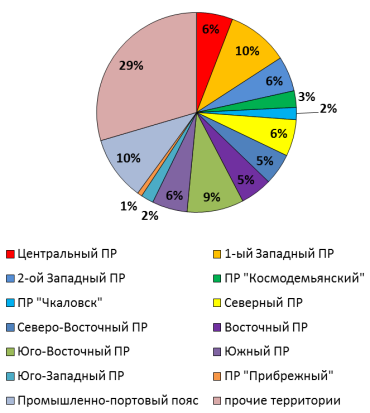 6%
10%
29%
6%
3%
2%
6%
10%
5%
5%
1%
6%
9%
2%
Центральный ПР
1-ый Западный ПР
2-ой Западный ПР
ПР "Космодемьянский"
ПР "Чкаловск"
Северный ПР
Северо-Восточный ПР
Восточный ПР
Юго-Восточный ПР
Южный ПР
Юго-Западный ПР
ПР "Прибрежный"
Промышленно-портовый пояс
прочие территории